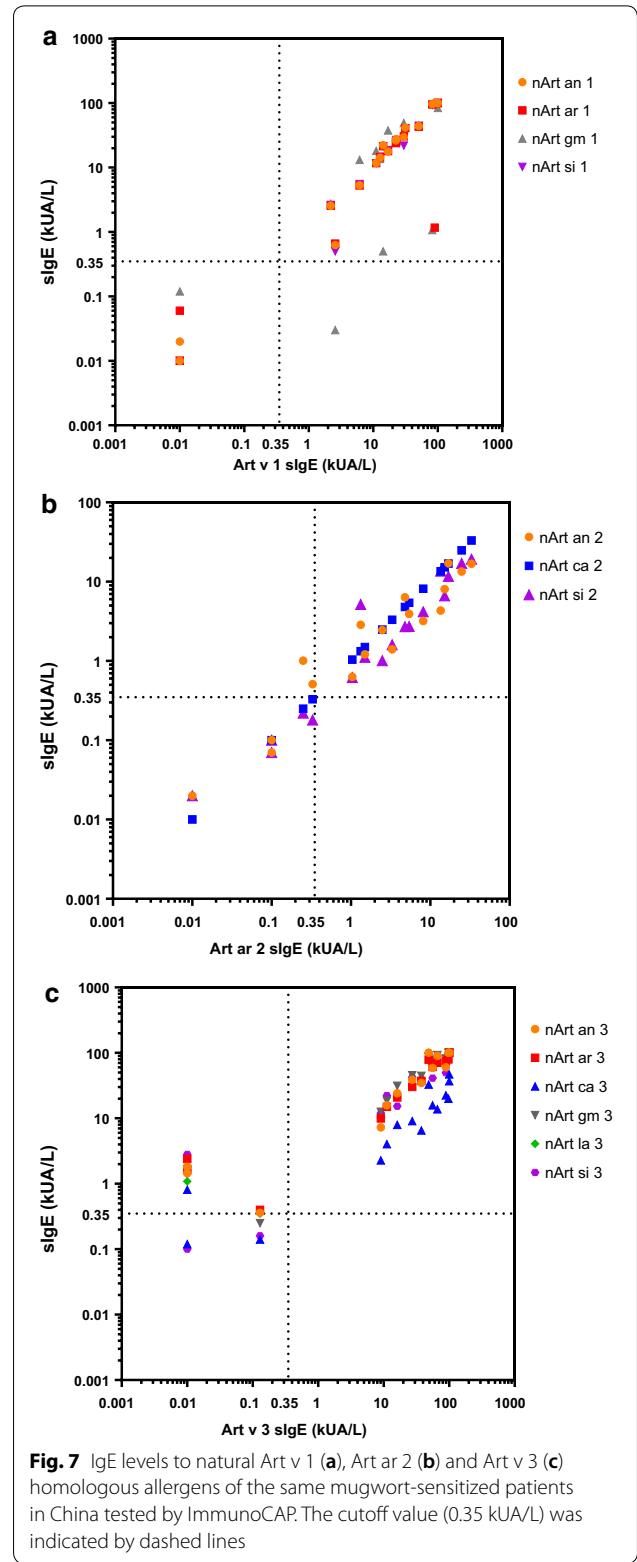 a
1000
100
10
1
0.35
0.1
0.01
0.001
sIgE (kUA/L)
0.001 0.01 0.1 0.35 1 10 100 1000
Art v 1 sIgE (kUA/L)
nArt an 1
nArt ar 1
nArt gm 1
nArt si 1
b
100
10
1
0.35
0.1
0.01
0.001
sIgE (kUA/L)
0.001 0.01 0.1 0.35 1 10 100
Art ar 2 sIgE (kUA/L)
nArt an 2
nArt ca 2
nArt si 2
c
1000
100
10
1
0.35
0.1
0.01
0.001
sIgE (kUA/L)
0.001 0.01 0.1 0.35 1 10 100 1000
Art v 3 sIgE (kUA/L)
nArt an 3
nArt ar 3
nArt ca 3
nArt gm 3
nArt la 3
nArt si 3
Fig. 7 IgE levels to natural Art v 1 (a), Art ar 2 (b) and Art v 3 (c)
homologous allergens of the same mugwort-sensitized patients
in China tested by ImmunoCAP. The cutoff value (0.35 kUA/L) was
indicated by dashed lines